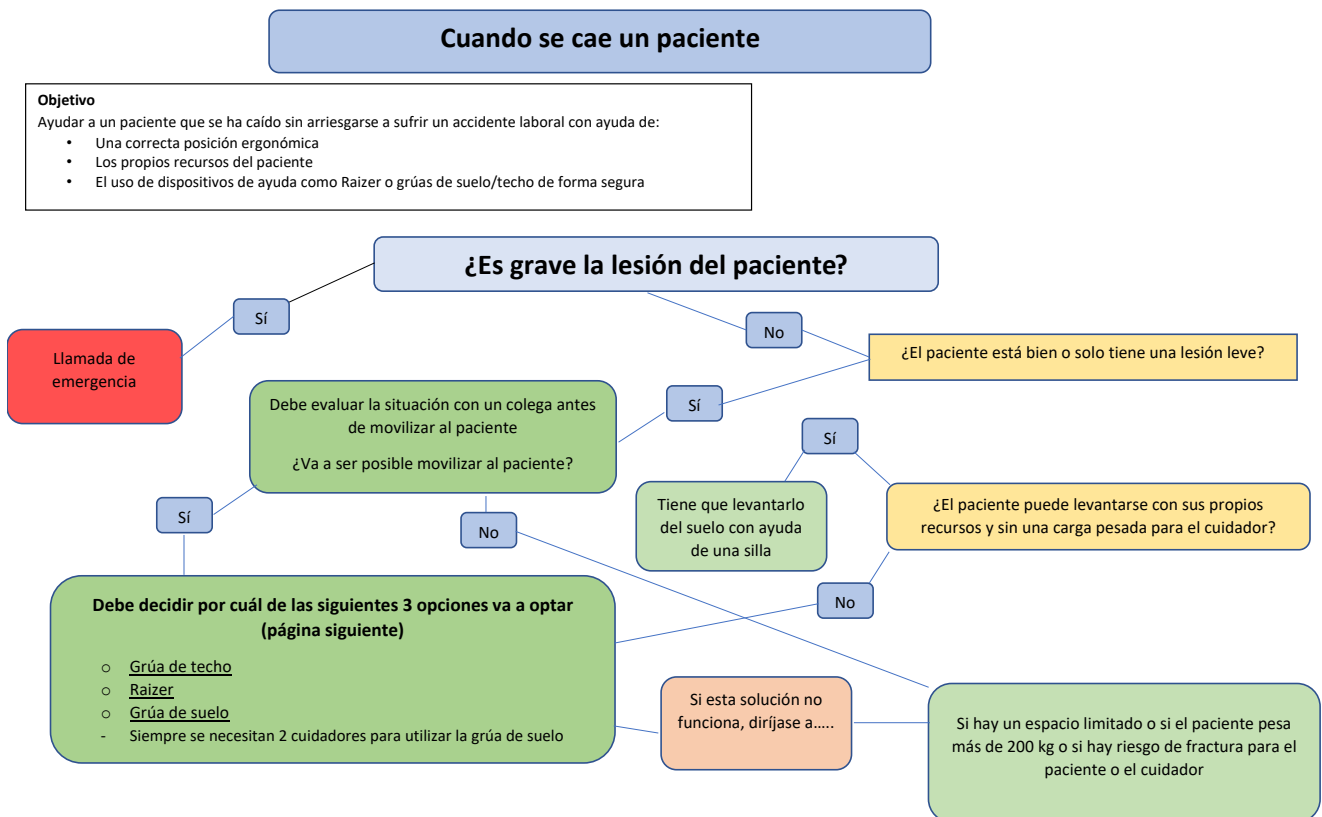 Cuando se cae un paciente
Objetivo
Ayudar a un paciente que se ha caído sin arriesgarse a sufrir un accidente laboral con ayuda de:
• Una correcta posición ergonómica
• Los propios recursos del paciente
• El uso de dispositivos de ayuda como Raizer o grúas de suelo/techo de forma segura
¿Es grave la lesión del paciente?
Sí
No
Llamada de
emergencia
¿El paciente está bien o solo tiene una lesión leve?
Sí
Debe evaluar la situación con un colega antes
de movilizar al paciente
¿Va a ser posible movilizar al paciente?
Sí
Tiene que levantarlo
del suelo con ayuda
de una silla
¿El paciente puede levantarse con sus propios
recursos y sin una carga pesada para el cuidador?
Sí
No
No
Debe decidir por cuál de las siguientes 3 opciones va a optar
(página siguiente)
o Grúa de techo
o Raizer
o Grúa de suelo
- Siempre se necesitan 2 cuidadores para utilizar la grúa de suelo
Si esta solución no
funciona, diríjase a.....
Si hay un espacio limitado o si el paciente pesa
más de 200 kg o si hay riesgo de fractura para el
paciente o el cuidador